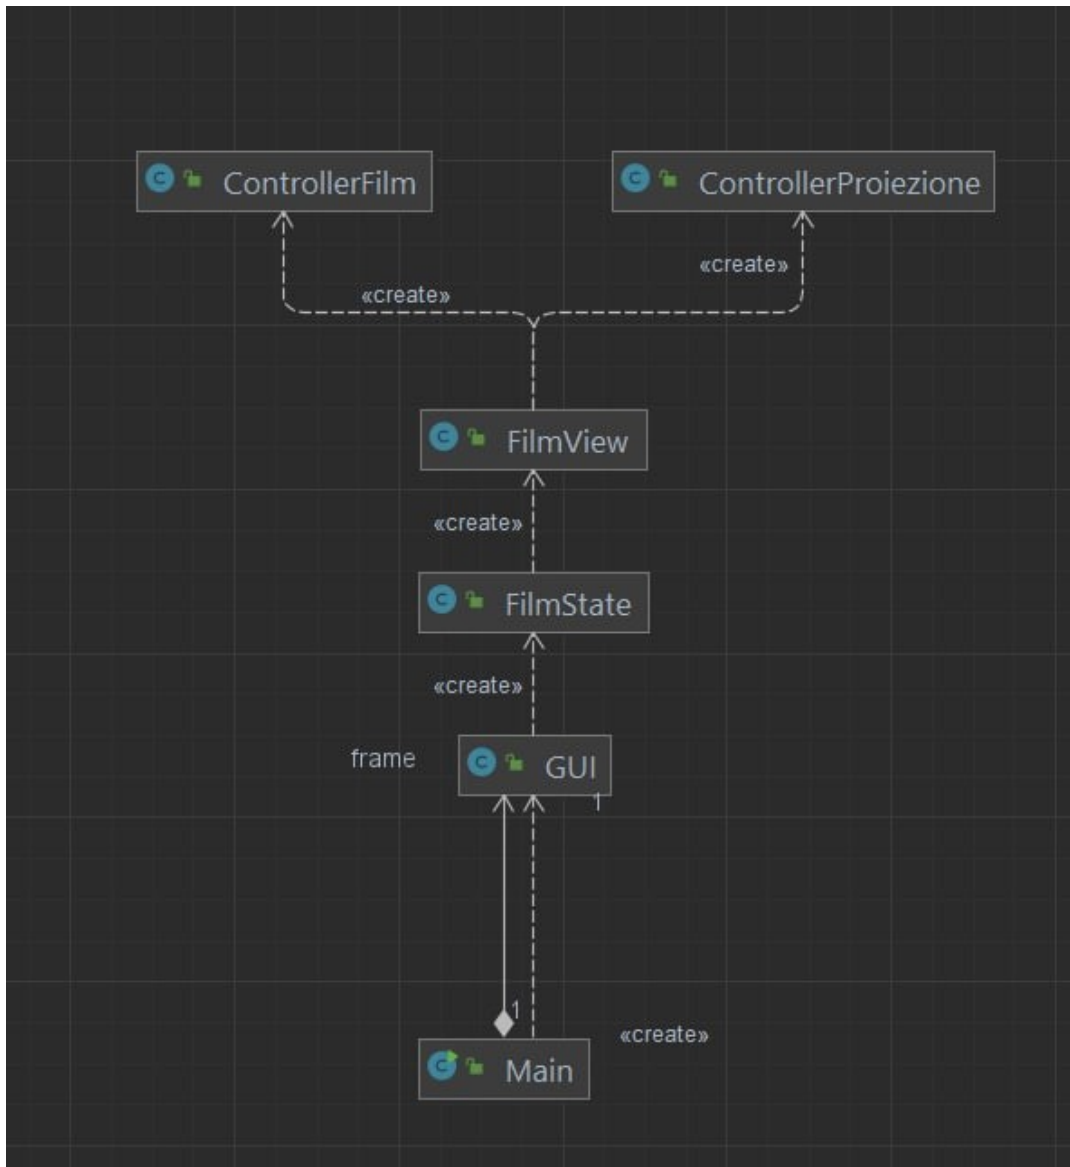 ControllerFilm
ControllerProiezione
«create»
«create»
FilmView
«create»
FilmState
«create»
frame
GUI
1
1
«create»
Main